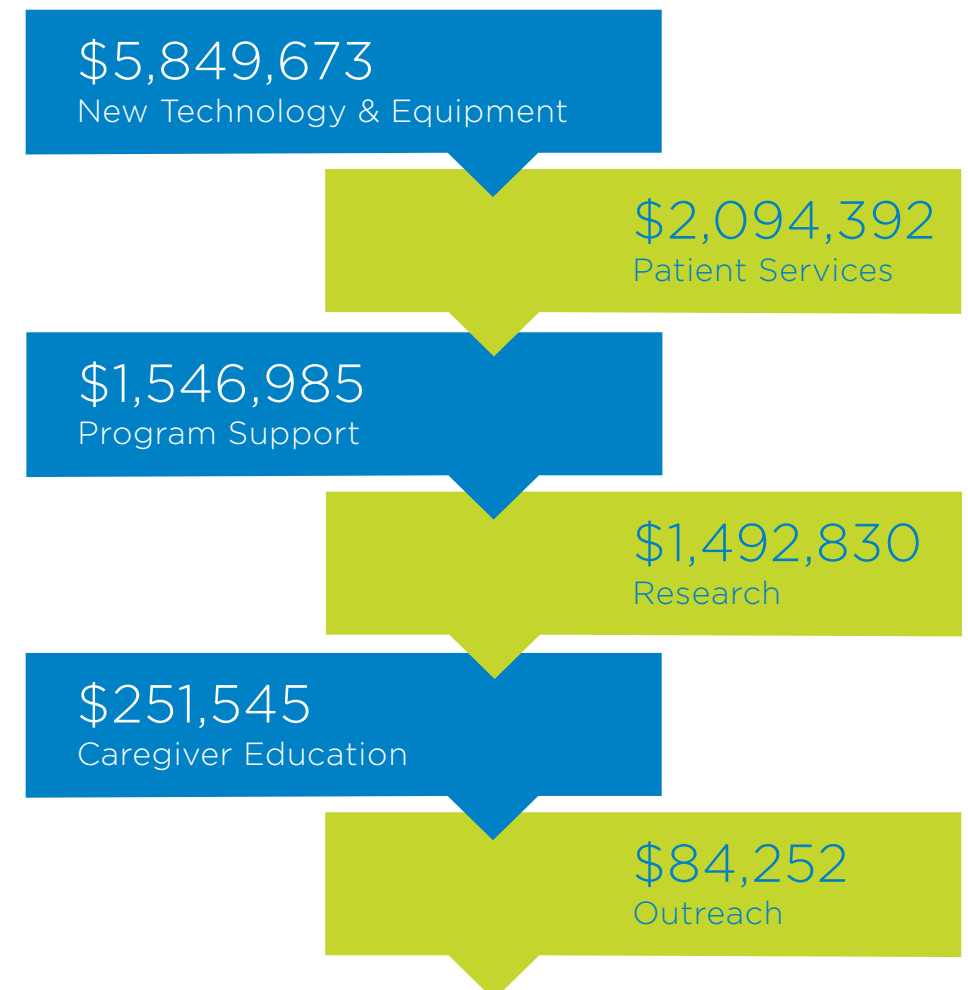 $5,849,673
New Technology & Equipment
$2,094,392
Patient Services
$1,546,985
Program Support
$1,492,830
Research
$251,545
Caregiver Education
$84,252
Outreach